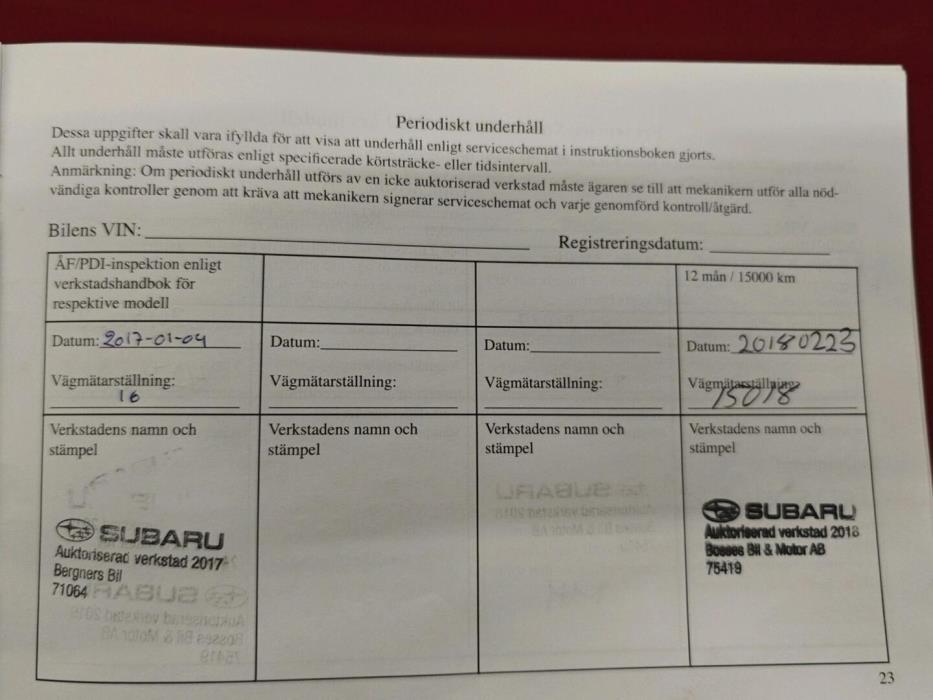 Periodiskt underhåll
Dessa uppgifter skall vara ifyllda för att visa att underhåll enligt serviceschemat i instruktionsboken gjorts.
Allt underhåll måste utföras enligt specificerade körtsträcke- eller tidsintervall.
Anmärkning: Om periodiskt underhåll utförs av en icke auktoriserad verkstad måste ägaren se till att mekanikern utför alla nöd-
vändiga kontroller genom att kräva att mekanikern signerar serviceschemat och varje genomförd kontroll/åtgärd.
Bilens VIN:
Registreringsdatum:
ÅF/PDI-inspektion enligt
verkstadshandbok för
respektive modell
Datum: 2017-01-04
Vägmätarställning:
16
Verkstadens namn och
stämpel
SUBARU
Auktoriserad verkstad 2017
Bergners Bil
71064
Datum:
Vägmätarställning:
Verkstadens namn och
stämpel
Datum:
Vägmätarställning:
Verkstadens namn och
stämpel
12 mån / 15000 km
Datum: 20180223
Vägmätarställning:
15018
Verkstadens namn och
stämpel
SUBARU
Auktoriserad verkstad 2018
Bosses Bil & Motor AB
75419
23